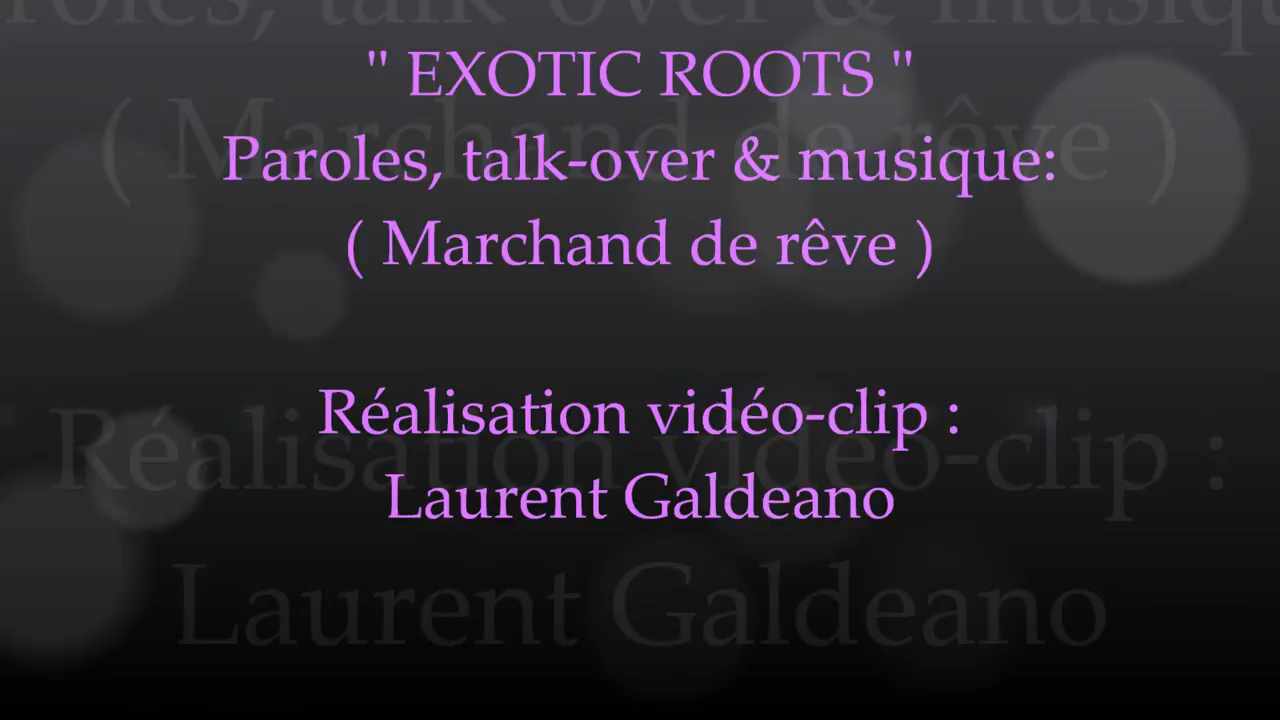 " EXOTIC ROOTS "
Paroles, talk-over & musique:
( Marchand de rêve )
Réalisation vidéo-clip :
Laurent Galdeano